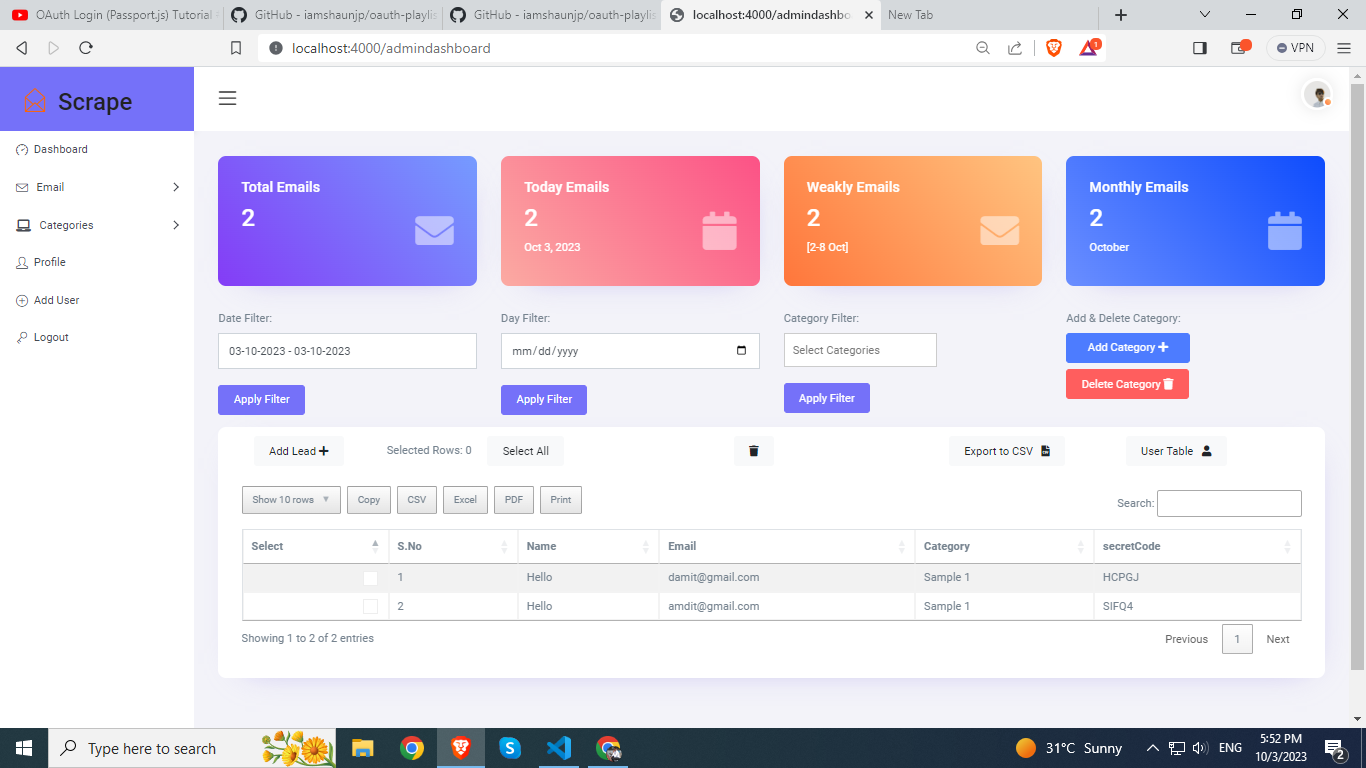 OAuth Login (Passport.js) Tutorial
GitHub - iamshaunjp/oauth-playlis
GitHub - iamshaunjp/oauth-playlis
localhost:4000/admindashbo
New Tab
localhost:4000/admindashboard
1
VPN
Scrape
Dashboard
Email
Categories
Profile
Add User
Logout
Total Emails
2
Today Emails
2
Oct 3, 2023
Weakly Emails
2
[2-8 Oct]
Monthly Emails
2
October
Date Filter:
03-10-2023 - 03-10-2023
Apply Filter
Day Filter:
mm/dd/yyyy
Apply Filter
Category Filter:
Select Categories
Apply Filter
Add & Delete Category:
Add Category
Delete Category
Add Lead
Selected Rows: 0
Select All
Export to CSV
User Table
Show 10 rows
Copy
CSV
Excel
PDF
Print
Search:
Select S.No Name Email Category secretCode
1 Hello damit@gmail.com Sample 1 HCPGJ
2 Hello amdit@gmail.com Sample 1 SIFQ4
Showing 1 to 2 of 2 entries
Previous 1 Next
Type here to search
31°C Sunny
ENG
5:52 PM
10/3/2023
2